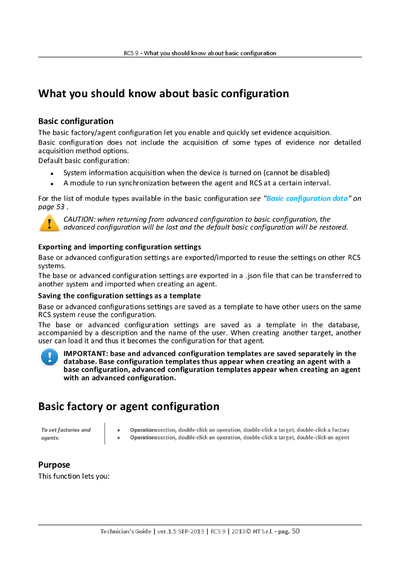 RCS 9 - What you should know about basic configuration
What you should know about basic configuration
Basic configuration
The basic factory/agent configuration let you enable and quickly set evidence acquisition.
Basic configuration does not include the acquisition of some types of evidence nor detailed
acquisition method options.
Default basic configuration:
• System information acquisition when the device is turned on (cannot be disabled)
• A module to run synchronization between the agent and RCS at a certain interval.
For the list of module types available in the basic configuration see "Basic configuration data" on
page 53 .
CAUTION: when returning from advanced configuration to basic configuration, the
advanced configuration will be lost and the default basic configuration will be restored.
Exporting and importing configuration settings
Base or advanced configuration settings are exported/imported to reuse the settings on other RCS
systems.
The base or advanced configuration settings are exported in a .json file that can be transferred to
another system and imported when creating an agent.
Saving the configuration settings as a template
Base or advanced configurations settings are saved as a template to have other users on the same
RCS system reuse the configuration.
The base or advanced configuration settings are saved as a template in the database,
accompanied by a description and the name of the user. When creating another target, another
user can load it and thus it becomes the configuration for that agent.
IMPORTANT: base and advanced configuration templates are saved separately in the
database. Base configuration templates thus appear when creating an agent with a
base configuration, advanced configuration templates appear when creating an agent
with an advanced configuration.
Basic factory or agent configuration
To set factories and
agents:
• Operations section, double-click an operation, double-click a target, double-click a factory
• Operations section, double-click an operation, double-click a target, double-click an agent
Purpose
This function lets you:
Technician's Guide | ver.1.5 SEP-2013 | RCS 9 | 2013© HT S.r.l. - pag. 50